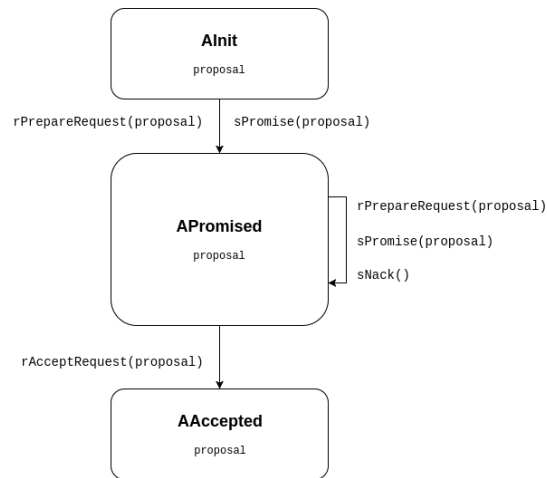 AInit
proposal
rPrepareRequest(proposal) sPromise(proposal)
APromised
proposal
rPrepareRequest(proposal)
sPromise(proposal)
sNack()
rAcceptRequest(proposal)
AAccepted
proposal